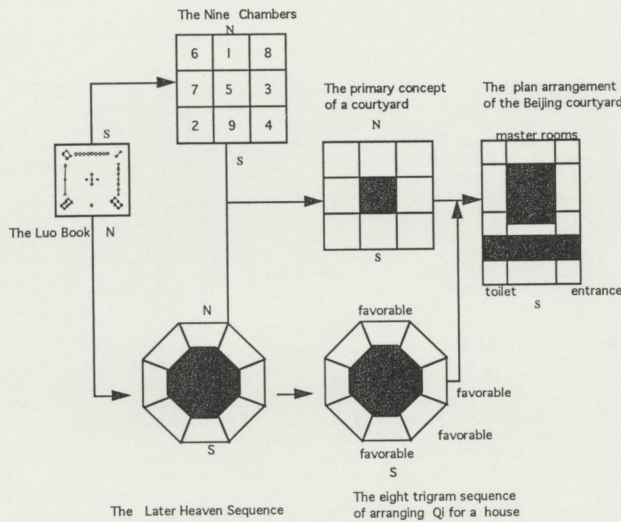 The Nine Chambers
N
6 1 8
7 5 3
2 9 4
S
The primary concept
of a courtyard
N
S
The plan arrangement
of the Beijing courtyard
master rooms
toilet entrance
S
S
The Luo Book N
N
S
The Later Heaven Sequence
favorable
favorable
favorable
favorable
S
The eight trigram sequence
of arranging Qi for a house